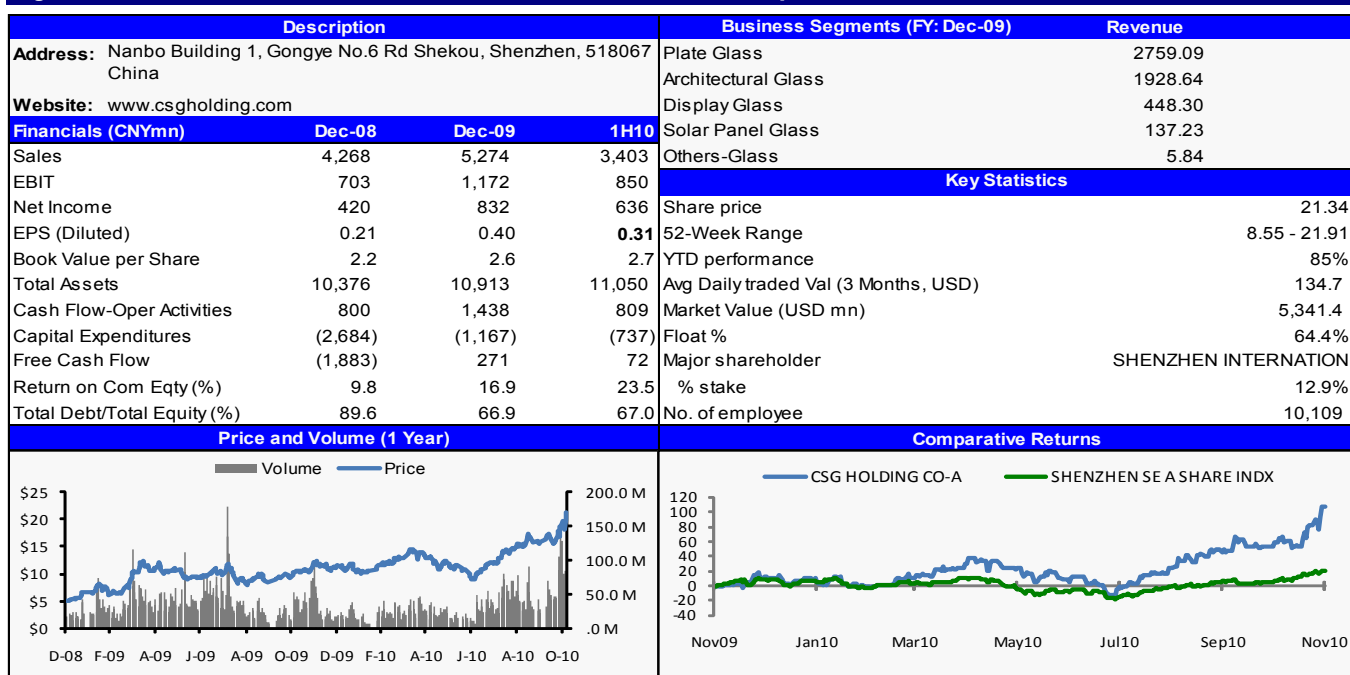 Description
Address: Nanbo Building 1, Gongye No.6 Rd Shekou, Shenzhen, 518067
China
Website: www.csgholding.com
Financials (CNYmn) Dec-08 Dec-09 1H10
Sales 4,268 5,274 3,403
EBIT 703 1,172 850
Net Income 420 832 636
EPS (Diluted) 0.21 0.40 0.31
Book Value per Share 2.2 2.6 2.7
Total Assets 10,376 10,913 11,050
Cash Flow-Oper Activities 800 1,438 809
Capital Expenditures (2,684) (1,167) (737)
Free Cash Flow (1,883) 271 72
Return on Com Eqty (%) 9.8 16.9 23.5
Total Debt/Total Equity (%) 89.6 66.9 67.0
Business Segments (FY: Dec-09) Revenue
Plate Glass 2759.09
Architectural Glass 1928.64
Display Glass 448.30
Solar Panel Glass 137.23
Others-Glass 5.84
Key Statistics
Share price 21.34
52-Week Range 8.55 - 21.91
YTD performance 85%
Avg Daily traded Val (3 Months, USD) 134.7
Market Value (USD mn) 5,341.4
Float % 64.4%
Major shareholder SHENZHEN INTERNATION
% stake 12.9%
No. of employee 10,109
Price and Volume (1 Year)
Volume Price
$25 200.0 M
$20 150.0 M
$15 100.0 M
$10
$5 50.0 M
$0 .0 M
D-08 F-09 A-09 J-09 A-09 O-09 D-09 F-10 A-10 J-10 A-10 O-10
Comparative Returns
CSG HOLDING CO-A SHENZHEN SE A SHARE INDX
120
100
80
60
40
20
0
-20
-40
Nov09 Jan10 Mar10 May10 Jul10 Sep10 Nov10